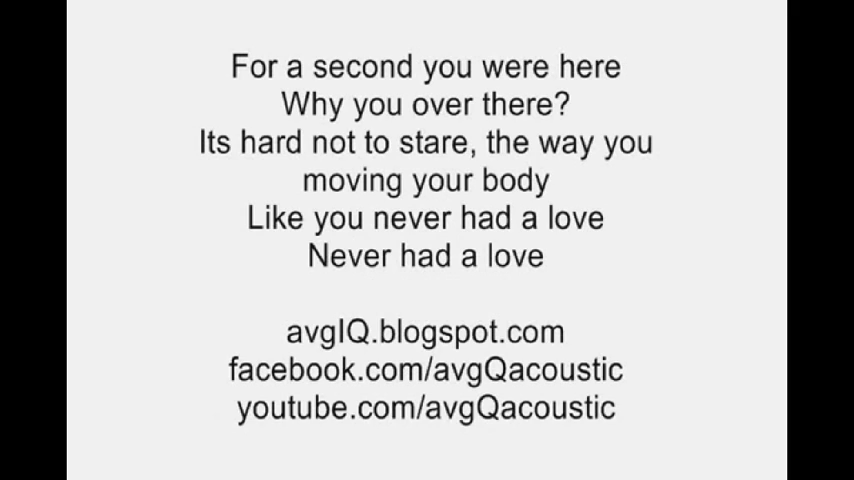 For a second you were here
Why you over there?
Its hard not to stare, the way you
moving your body
Like you never had a love
Never had a love
avgIQ.blogspot.com
facebook.com/avgQacoustic
youtube.com/avgQacoustic